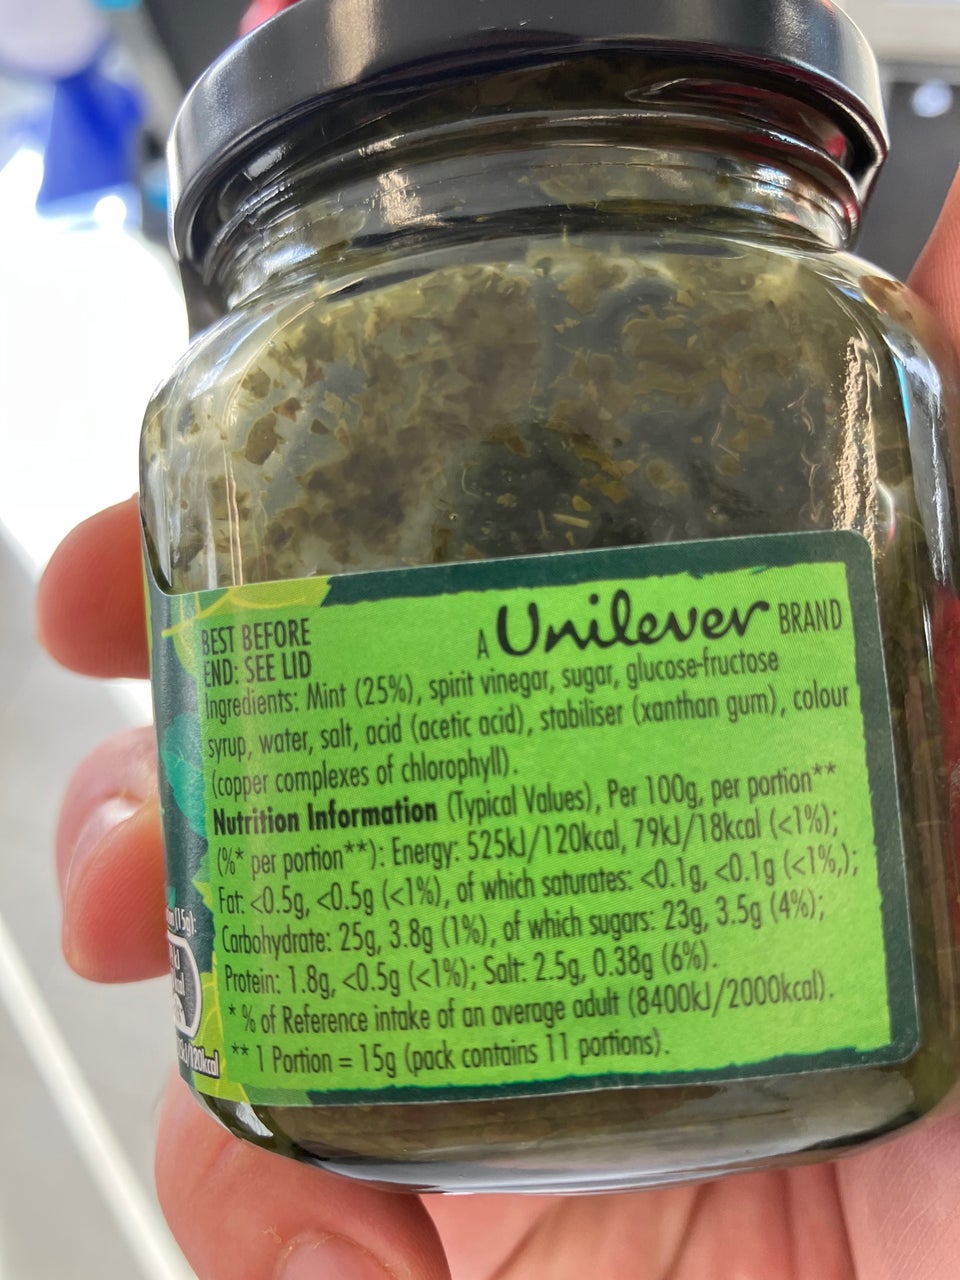 BEST BEFORE
END: SEE LID
A Unilever BRAND
Ingredients: Mint (25%), spirit vinegar, sugar, glucose-fructose
syrup, water, salt, acid (acetic acid), stabiliser (xanthan gum), colour
(copper complexes of chlorophyll).
Nutrition Information (Typical Values), Per 100g, per portion**
(%* per portion**): Energy: 525kJ/120kcal, 79kJ/18kcal (<1%);
Fat: <0.5g, <0.5g (<1%), of which saturates: <0.1g, <0.1g (<1%,);
Carbohydrate: 25g, 3.8g (1%), of which sugars: 23g, 3.5g (4%);
Protein: 1.8g, <0.5g (<1%); Salt: 2.5g, 0.38g (6%).
* % of Reference intake of an average adult (8400kJ/2000kcal).
** 1 Portion = 15g (pack contains 11 portions).
(15g):
/120kcal